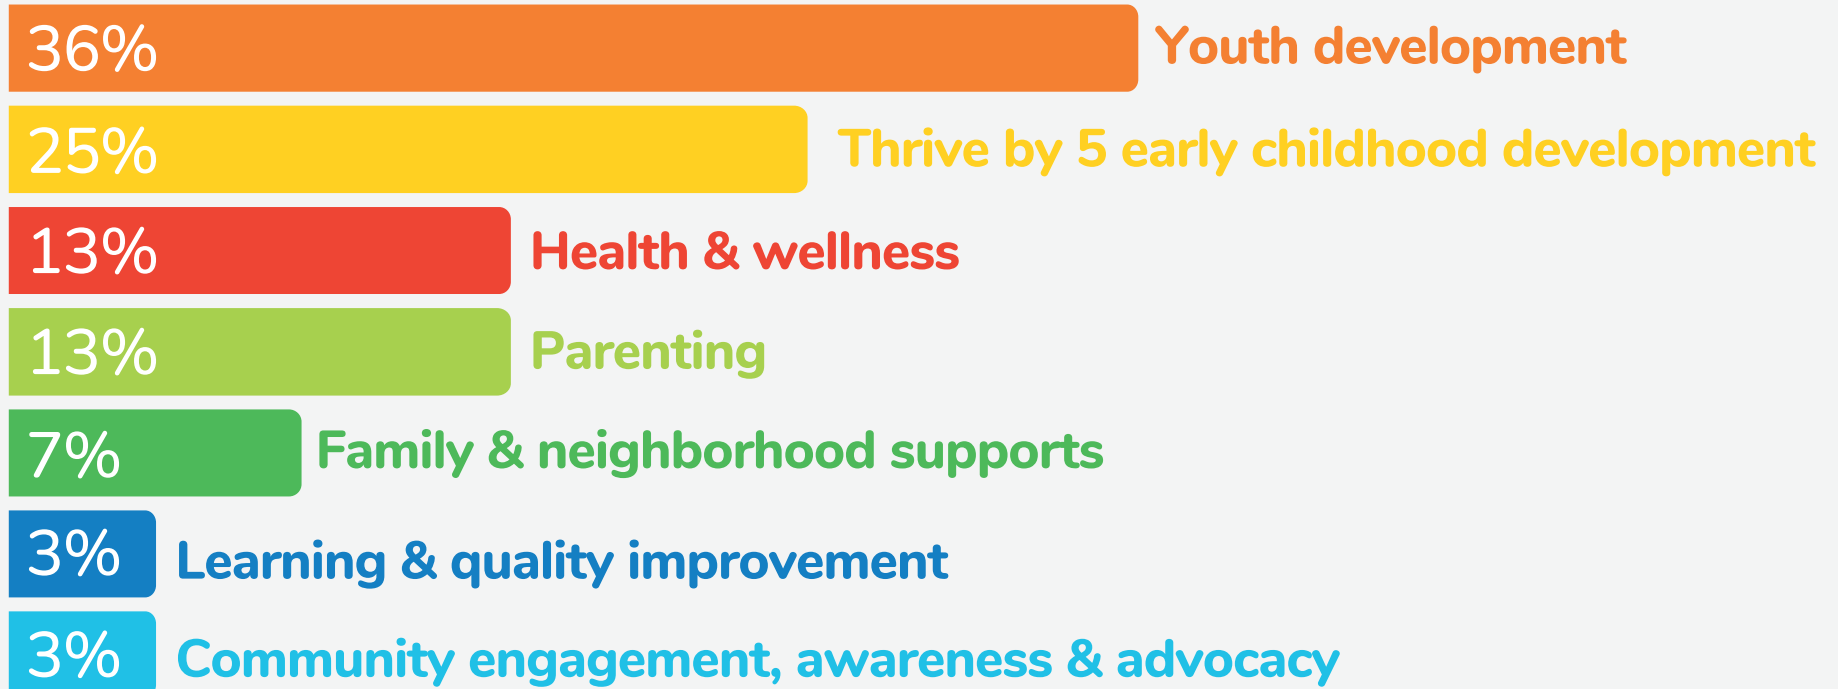 36% Youth development
25% Thrive by 5 early childhood development
13% Health & wellness
13% Parenting
7% Family & neighborhood supports
3% Learning & quality improvement
3% Community engagement, awareness & advocacy